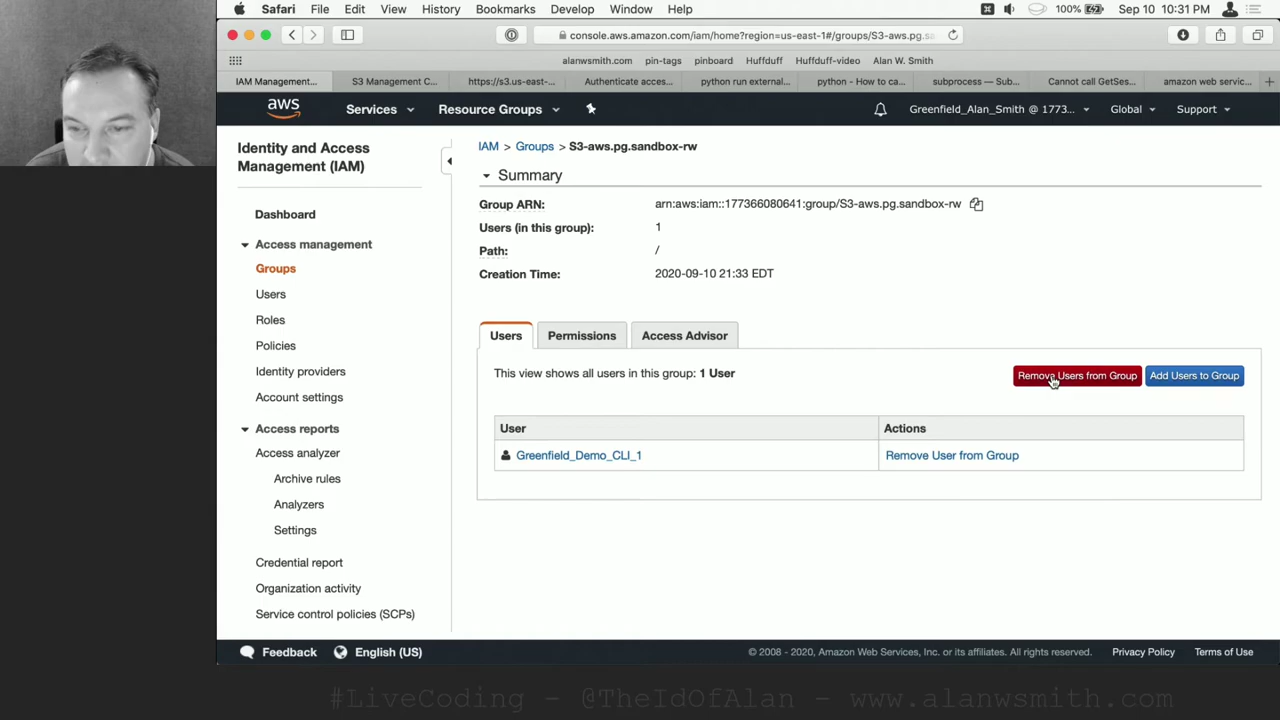 Safari File Edit View History Bookmarks Develop Window Help 100% Sep 10 10:31 PM
console.aws.amazon.com/iam/home?region=us-east-1#/groups/S3-aws.pg.sa...
alanwsmith.com pin-tags pinboard Huffduff Huffduff-video Alan W. Smith
IAM Management... S3 Management C... https://s3.us-east-... Authenticate acces... python run external... python - How to ca... subprocess — Sub... Cannot call GetSes... amazon web servic...
aws Services Resource Groups Greenfield_Alan_Smith @ 1773... Global Support
Identity and Access
Management (IAM)
Dashboard
Access management
Groups
Users
Roles
Policies
Identity providers
Account settings
Access reports
Access analyzer
Archive rules
Analyzers
Settings
Credential report
Organization activity
Service control policies (SCPs)
IAM > Groups > S3-aws.pg.sandbox-rw
Summary
Group ARN: arn:aws:iam::177366080641:group/S3-aws.pg.sandbox-rw
Users (in this group): 1
Path: /
Creation Time: 2020-09-10 21:33 EDT
Users Permissions Access Advisor
This view shows all users in this group: 1 User
Remove Users from Group Add Users to Group
User Actions
Greenfield_Demo_CLI_1 Remove User from Group
Feedback English (US) © 2008 - 2020, Amazon Web Services, Inc. or its affiliates. All rights reserved. Privacy Policy Terms of Use
#LiveCoding - @TheIdOfAlan - www.alanwsmith.com